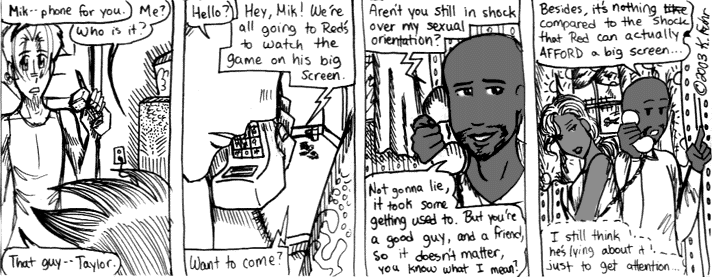 Mik-- phone for you.
Me?
Who is it?
That guy-- Taylor.
Hello?
Hey, Mik! We're
all going to Red's
to watch the
game on his big
screen.
Want to come?
Aren't you still in shock
over my sexual
orientation?
Not gonna lie,
it took some
getting used to. But you're
a good guy, and a friend,
so it doesn't matter,
you know what I mean?
Besides, it's nothing
compared to the shock
that Red can actually
AFFORD a big screen...
I still think
he's lying about it
just to get attention...
©2003 K.